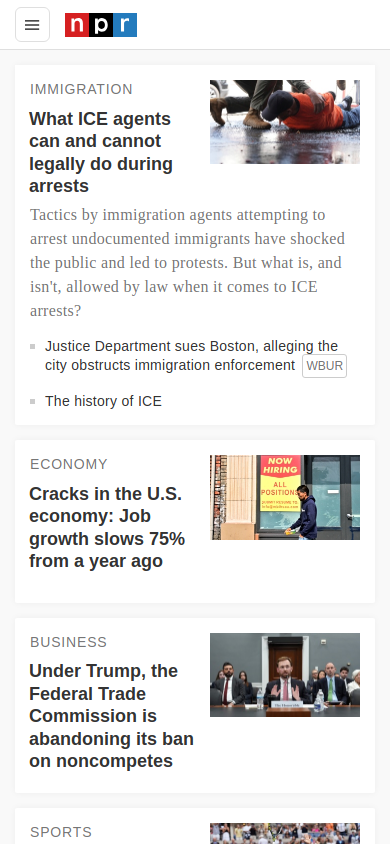 npr
IMMIGRATION
What ICE agents
can and cannot
legally do during
arrests
Tactics by immigration agents attempting to
arrest undocumented immigrants have shocked
the public and led to protests. But what is, and
isn't, allowed by law when it comes to ICE
arrests?
Justice Department sues Boston, alleging the
city obstructs immigration enforcement WBUR
The history of ICE
ECONOMY
Cracks in the U.S.
economy: Job
growth slows 75%
from a year ago
NOW
HIRING
ALL
POSITIONS
BUSINESS
Under Trump, the
Federal Trade
Commission is
abandoning its ban
on noncompetes
SPORTS